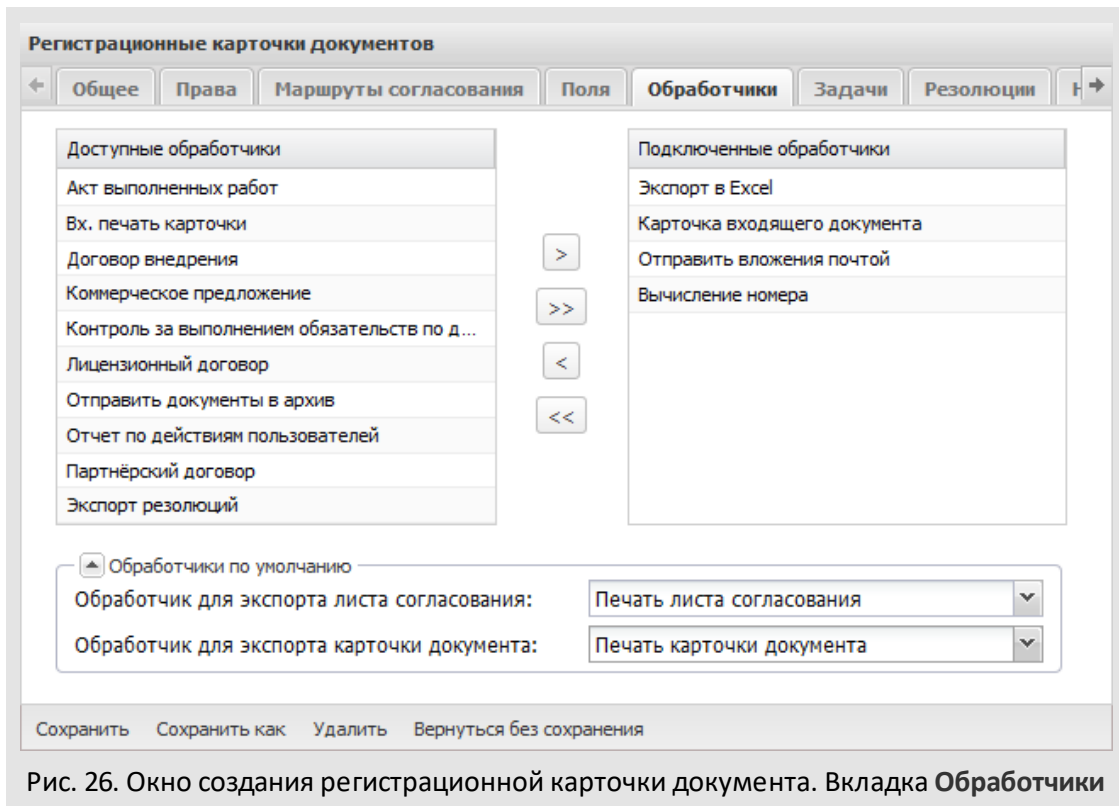 Регистрационные карточки документов
Общее Права Маршруты согласования Поля Обработчики Задачи Резолюции
Доступные обработчики
Акт выполненных работ
Вх. печать карточки
Договор внедрения
Коммерческое предложение
Контроль за выполнением обязательств по д...
Лицензионный договор
Отправить документы в архив
Отчет по действиям пользователей
Партнёрский договор
Экспорт резолюций
>
>>
<
<<
Подключенные обработчики
Экспорт в Excel
Карточка входящего документа
Отправить вложения почтой
Вычисление номера
Обработчики по умолчанию
Обработчик для экспорта листа согласования: Печать листа согласования
Обработчик для экспорта карточки документа: Печать карточки документа
Сохранить Сохранить как Удалить Вернуться без сохранения
Рис. 26. Окно создания регистрационной карточки документа. Вкладка Обработчики